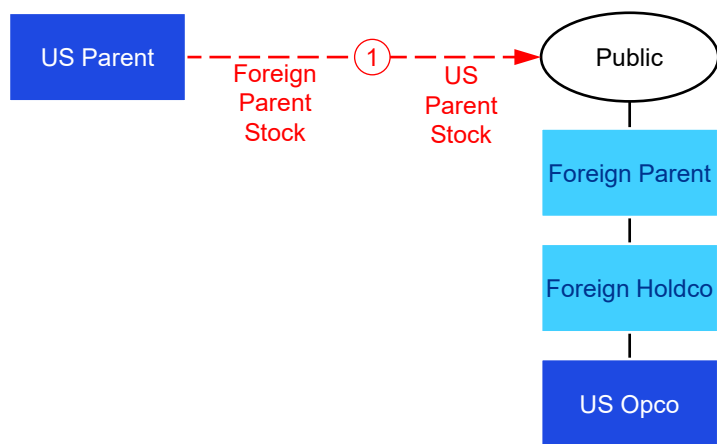 US Parent
1
Public
Foreign
Parent
Stock
US
Parent
Stock
Foreign Parent
Foreign Holdco
US Opco